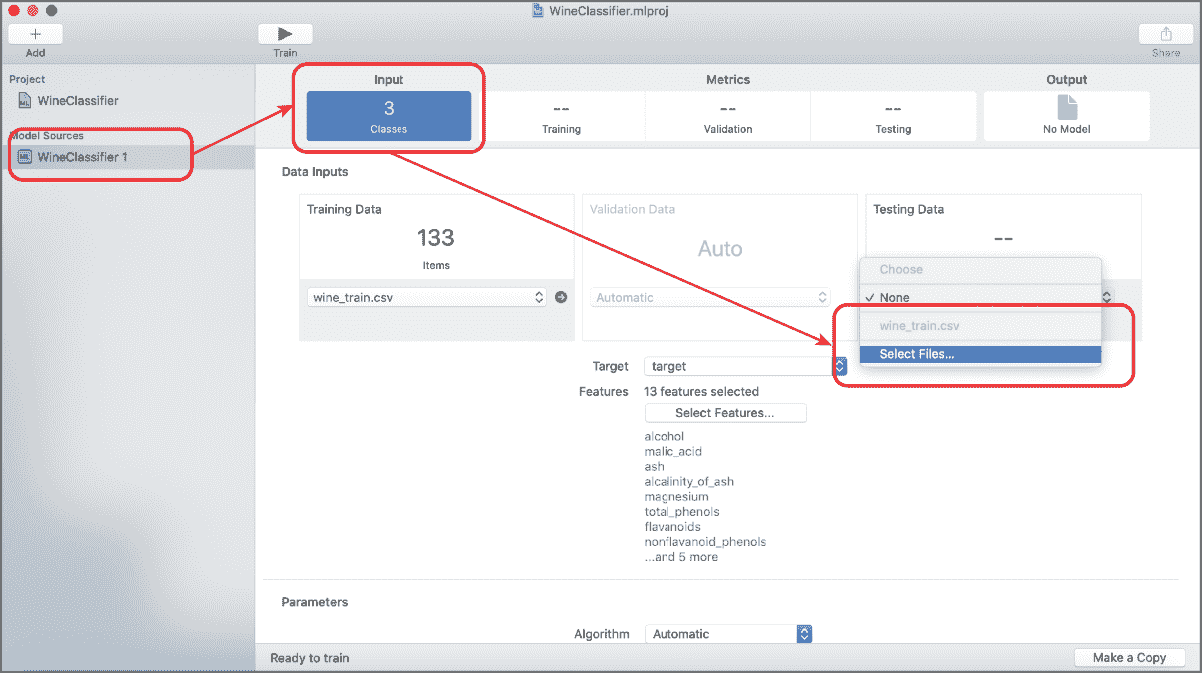 WineClassifier.mlproj
Add
Train
Share
Project
WineClassifier
Model Sources
WineClassifier 1
Input
3
Classes
Metrics
--
Training
--
Validation
--
Testing
Output
No Model
Data Inputs
Training Data
133
Items
wine_train.csv
Validation Data
Auto
Automatic
Testing Data
--
Choose
✓ None
wine_train.csv
Select Files...
Target target
Features 13 features selected
Select Features...
alcohol
malic_acid
ash
alcalinity_of_ash
magnesium
total_phenols
flavanoids
nonflavanoid_phenols
...and 5 more
Parameters
Algorithm Automatic
Ready to train
Make a Copy